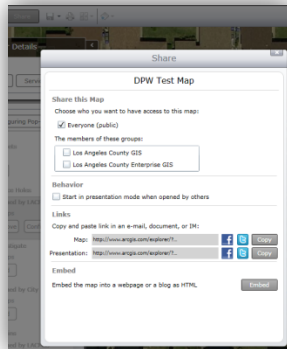 Details
Share
DPW Test Map
Share this Map
Choose who you want to have access to this map:
Everyone (public)
The members of these groups:
Los Angeles County GIS
Los Angeles County Enterprise GIS
Behavior
Start in presentation mode when opened by others
Links
Copy and paste link in an e-mail, document, or IM:
Map: http://www.arcgis.com/explorer/?... Copy
Presentation: http://www.arcgis.com/explorer/?... Copy
Embed
Embed the map into a webpage or a blog as HTML Embed